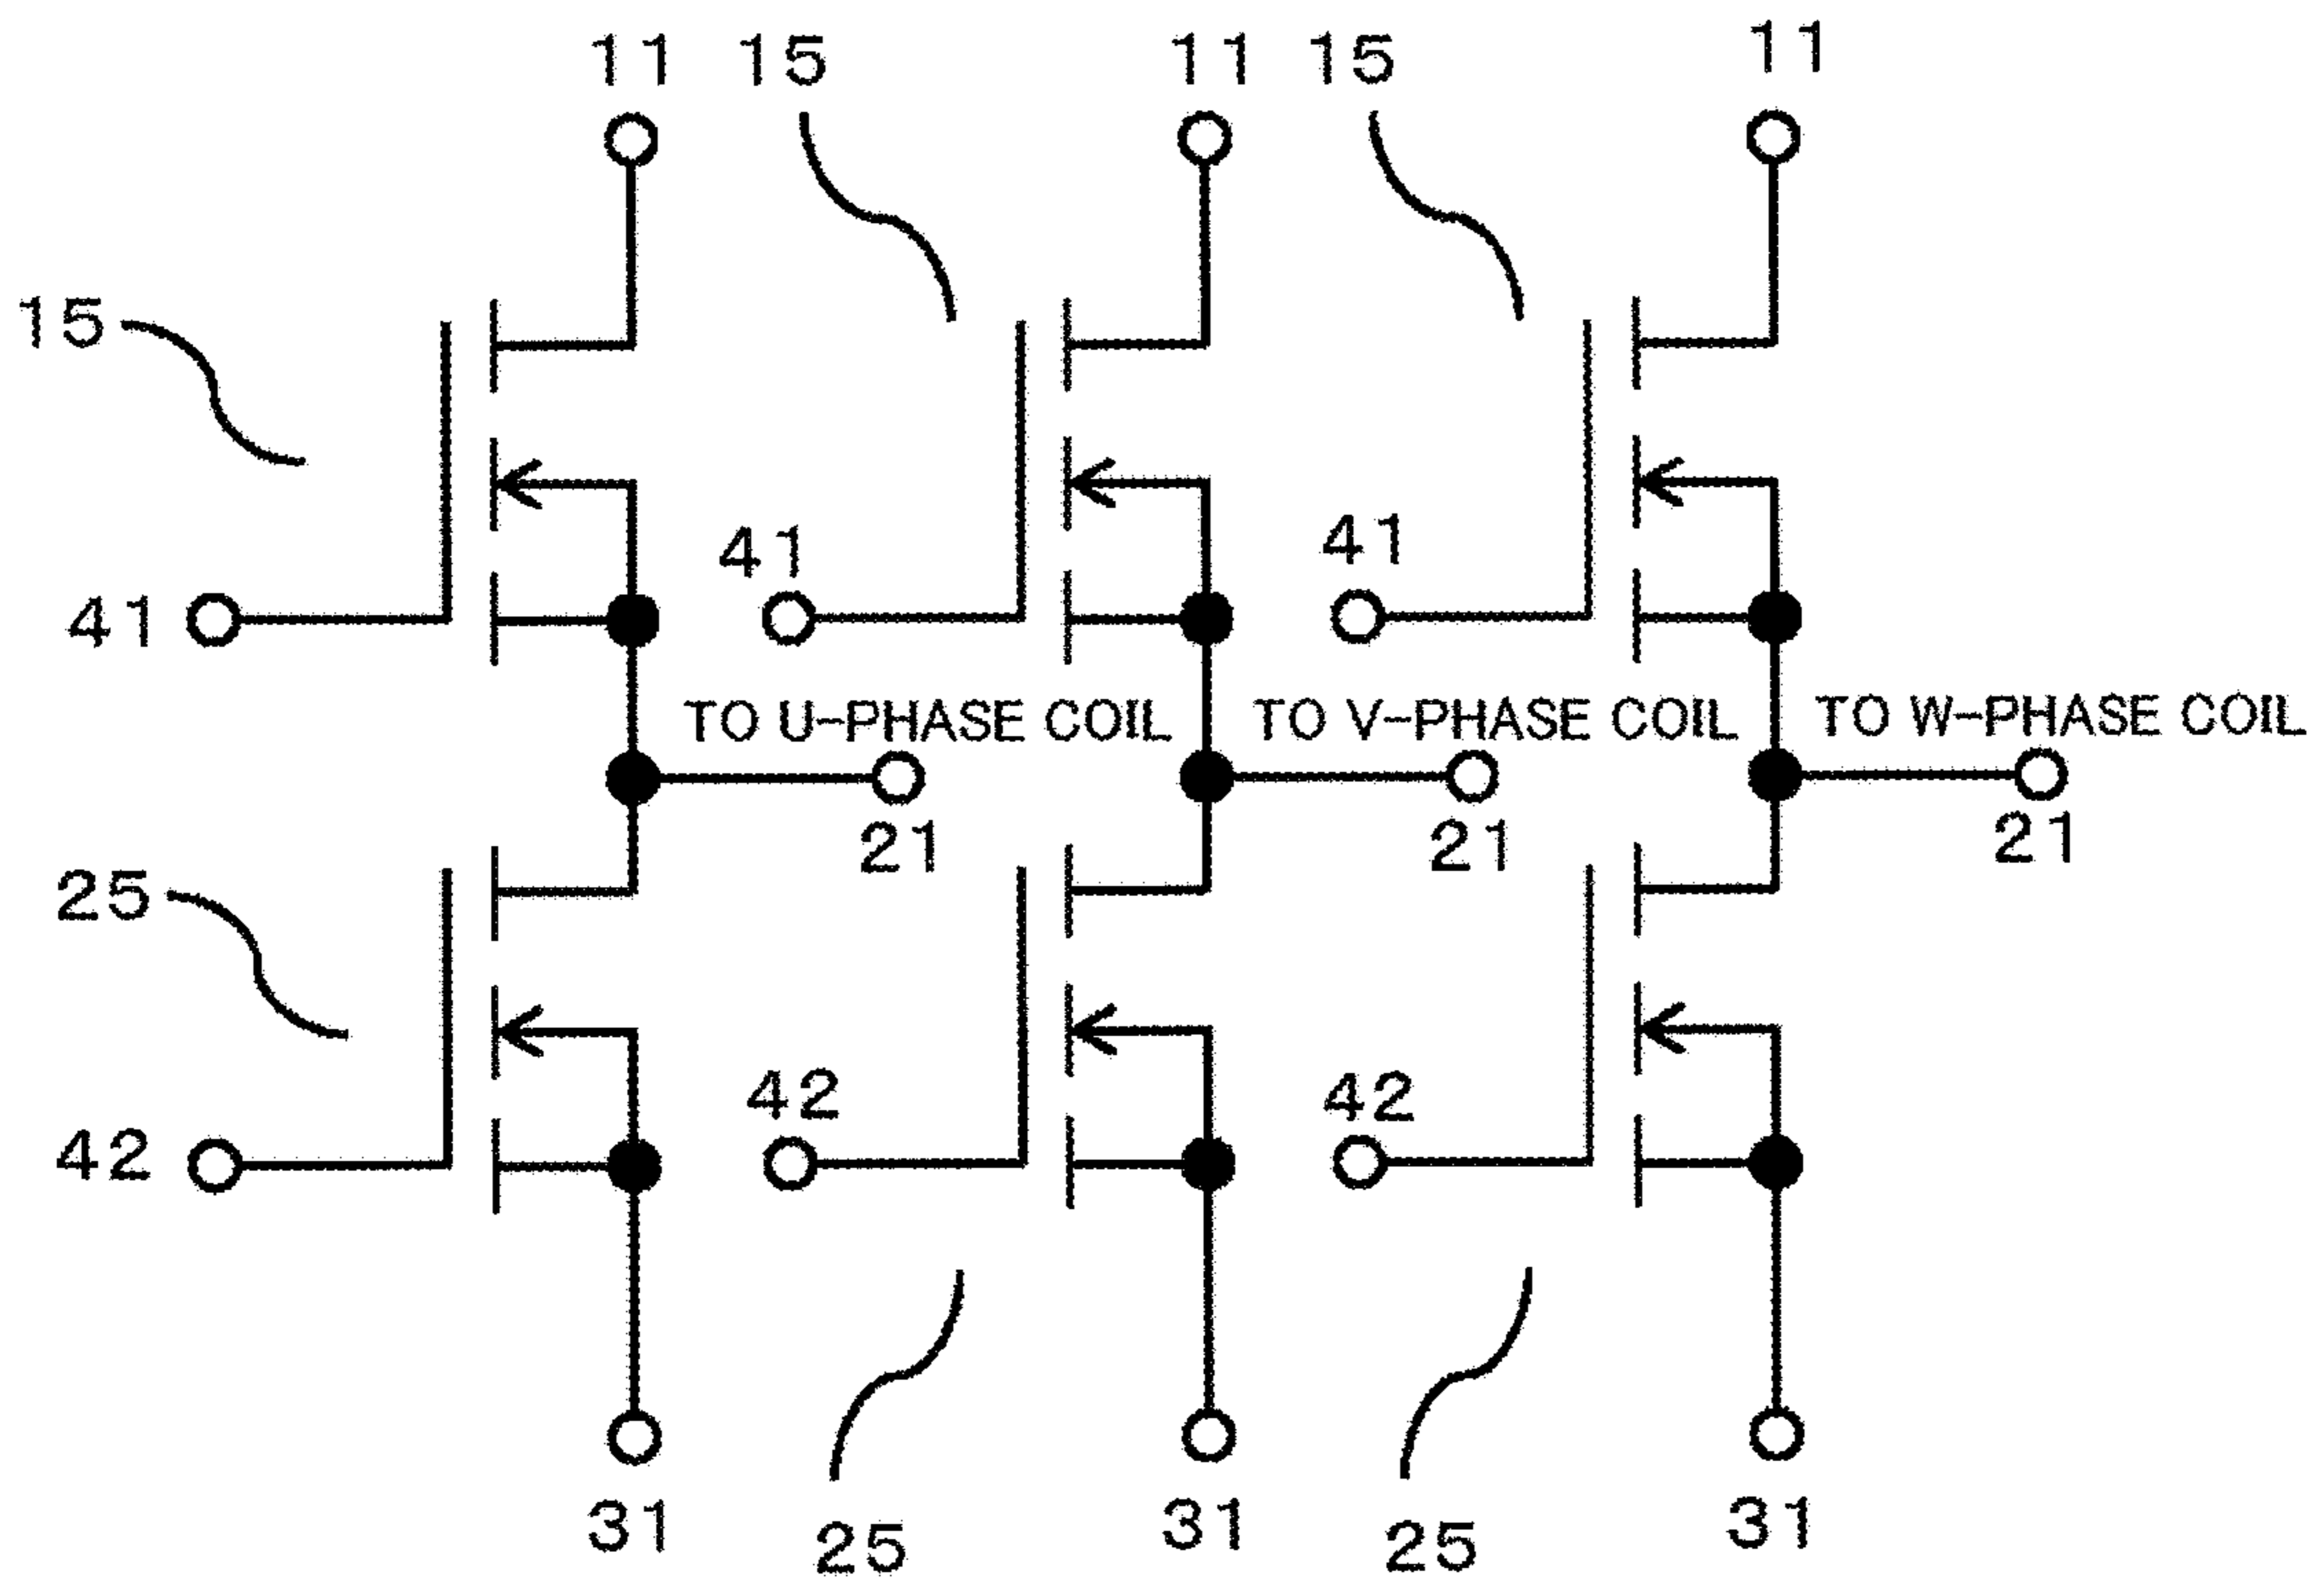 11 15 11 15 11
15
41 41 41
TO U-PHASE COIL TO V-PHASE COIL TO W-PHASE COIL
21 21 21
25
42 42 42
31 31 31
25 25